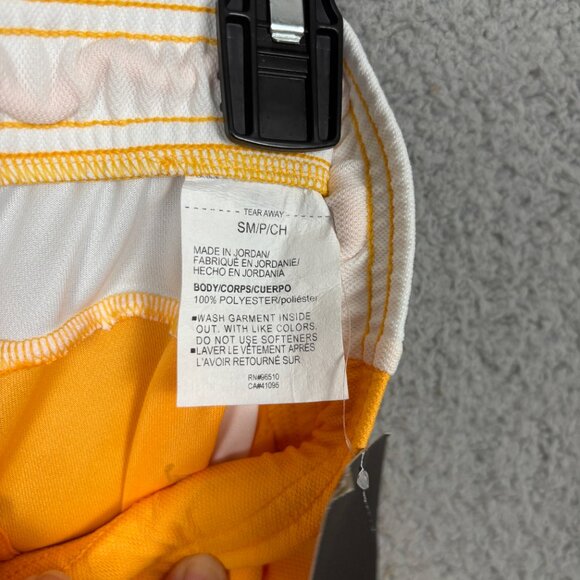 TEAR AWAY
SM/P/CH
MADE IN JORDAN/
FABRIQUÉ EN JORDANIE/
HECHO EN JORDANIA
BODY/CORPS/CUERPO
100% POLYESTER/poliéster
■WASH GARMENT INSIDE
OUT. WITH LIKE COLORS.
DO NOT USE SOFTENERS
■LAVER LE VÊTEMENT APRÈS
L'AVOIR RETOURNÉ SUR
RN#96510
CA#41096